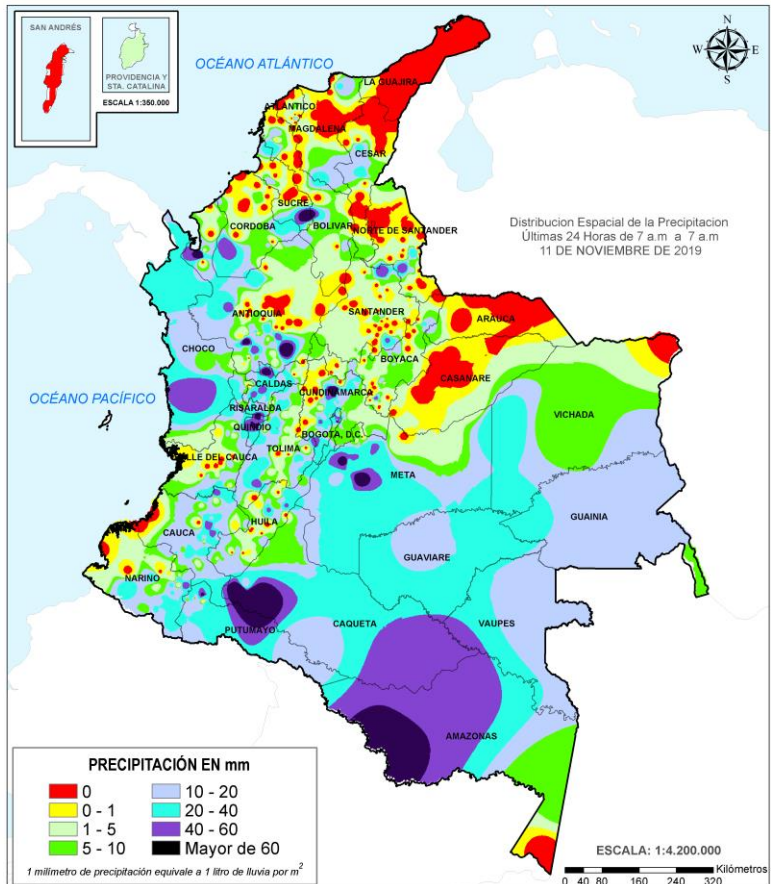 SAN ANDRÉS
PROVIDENCIA Y
STA. CATALINA
ESCALA 1:350.000
OCÉANO ATLÁNTICO
N
W E
S
LA GUAJIRA
ATLANTICO
MAGDALENA
CESAR
SUCRE
CORDOBA
BOLIVAR
NORTE DE SANTANDER
Distribucion Espacial de la Precipitacion
Últimas 24 Horas de 7 a.m a 7 a.m
11 DE NOVIEMBRE DE 2019
ANTIOQUIA
SANTANDER
ARAUCA
CHOCO
BOYACA
CASANARE
OCÉANO PACÍFICO
CALDAS
CUNDINAMARCA
RISARALDA
VICHADA
QUINDIO
BOGOTA, D.C.
TOLIMA
VALLE DEL CAUCA
META
GUAINIA
HUILA
CAUCA
GUAVIARE
NARIÑO
PUTUMAYO
CAQUETA
VAUPES
AMAZONAS
PRECIPITACIÓN EN mm
0
0 - 1
1 - 5
5 - 10
10 - 20
20 - 40
40 - 60
Mayor de 60
1 milímetro de precipitación equivale a 1 litro de lluvia por m²
ESCALA: 1:4.200.000
Kilómetros
0 40 80 160 240 320